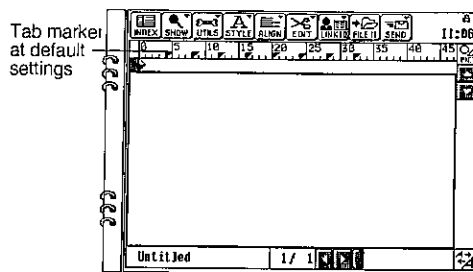 Tab marker
at default
settings
INDEX SHOW UTILS STYLE ALIGN EDIT LINKID FILE IT SEND 11:06
0 5 10 15 20 25 30 35 40 45
Untitled 1/ 1